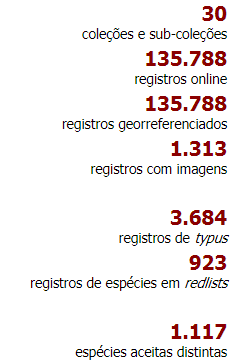 30
coleções e sub-coleções
135.788
registros online
135.788
registros georreferenciados
1.313
registros com imagens
3.684
registros de typus
923
registros de espécies em redlists
1.117
espécies aceitas distintas